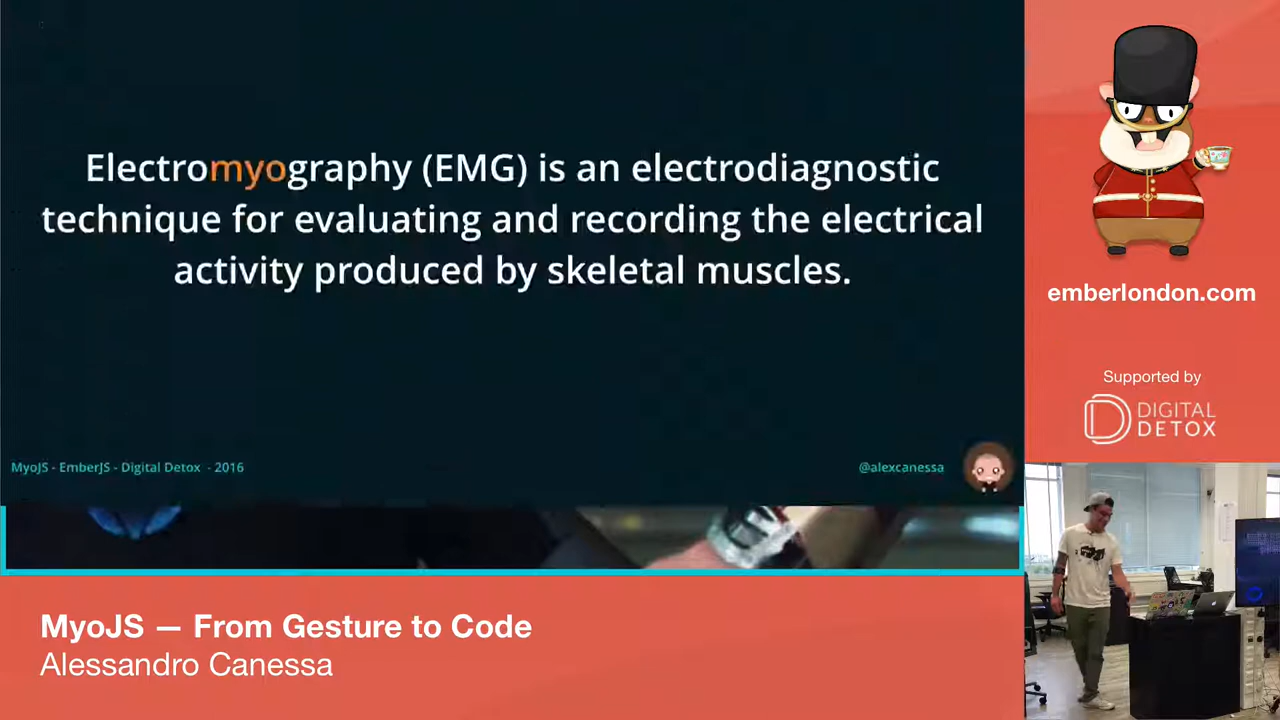 Electromyography (EMG) is an electrodiagnostic
technique for evaluating and recording the electrical
activity produced by skeletal muscles.
MyoJS - EmberJS - Digital Detox - 2016
@alexcanessa
emberlondon.com
Supported by
DIGITAL
DETOX
MyoJS — From Gesture to Code
Alessandro Canessa